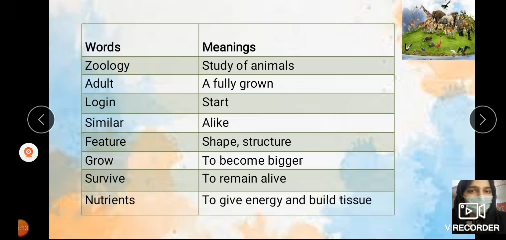 Words Meanings
Zoology Study of animals
Adult A fully grown
Login Start
Similar Alike
Feature Shape, structure
Grow To become bigger
Survive To remain alive
Nutrients To give energy and build tissue
V RECORDER